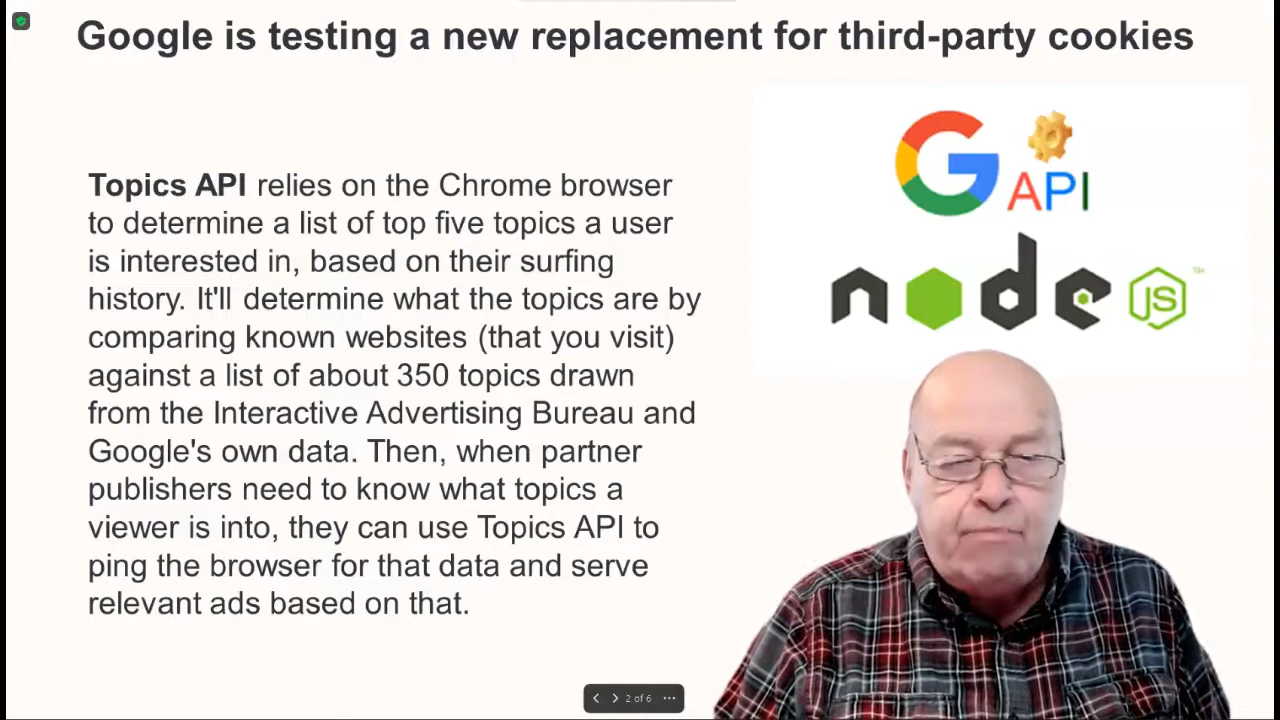 Google is testing a new replacement for third-party cookies
Topics API relies on the Chrome browser
to determine a list of top five topics a user
is interested in, based on their surfing
history. It'll determine what the topics are by
comparing known websites (that you visit)
against a list of about 350 topics drawn
from the Interactive Advertising Bureau and
Google's own data. Then, when partner
publishers need to know what topics a
viewer is into, they can use Topics API to
ping the browser for that data and serve
relevant ads based on that.
G API
node JS ™
2 of 6